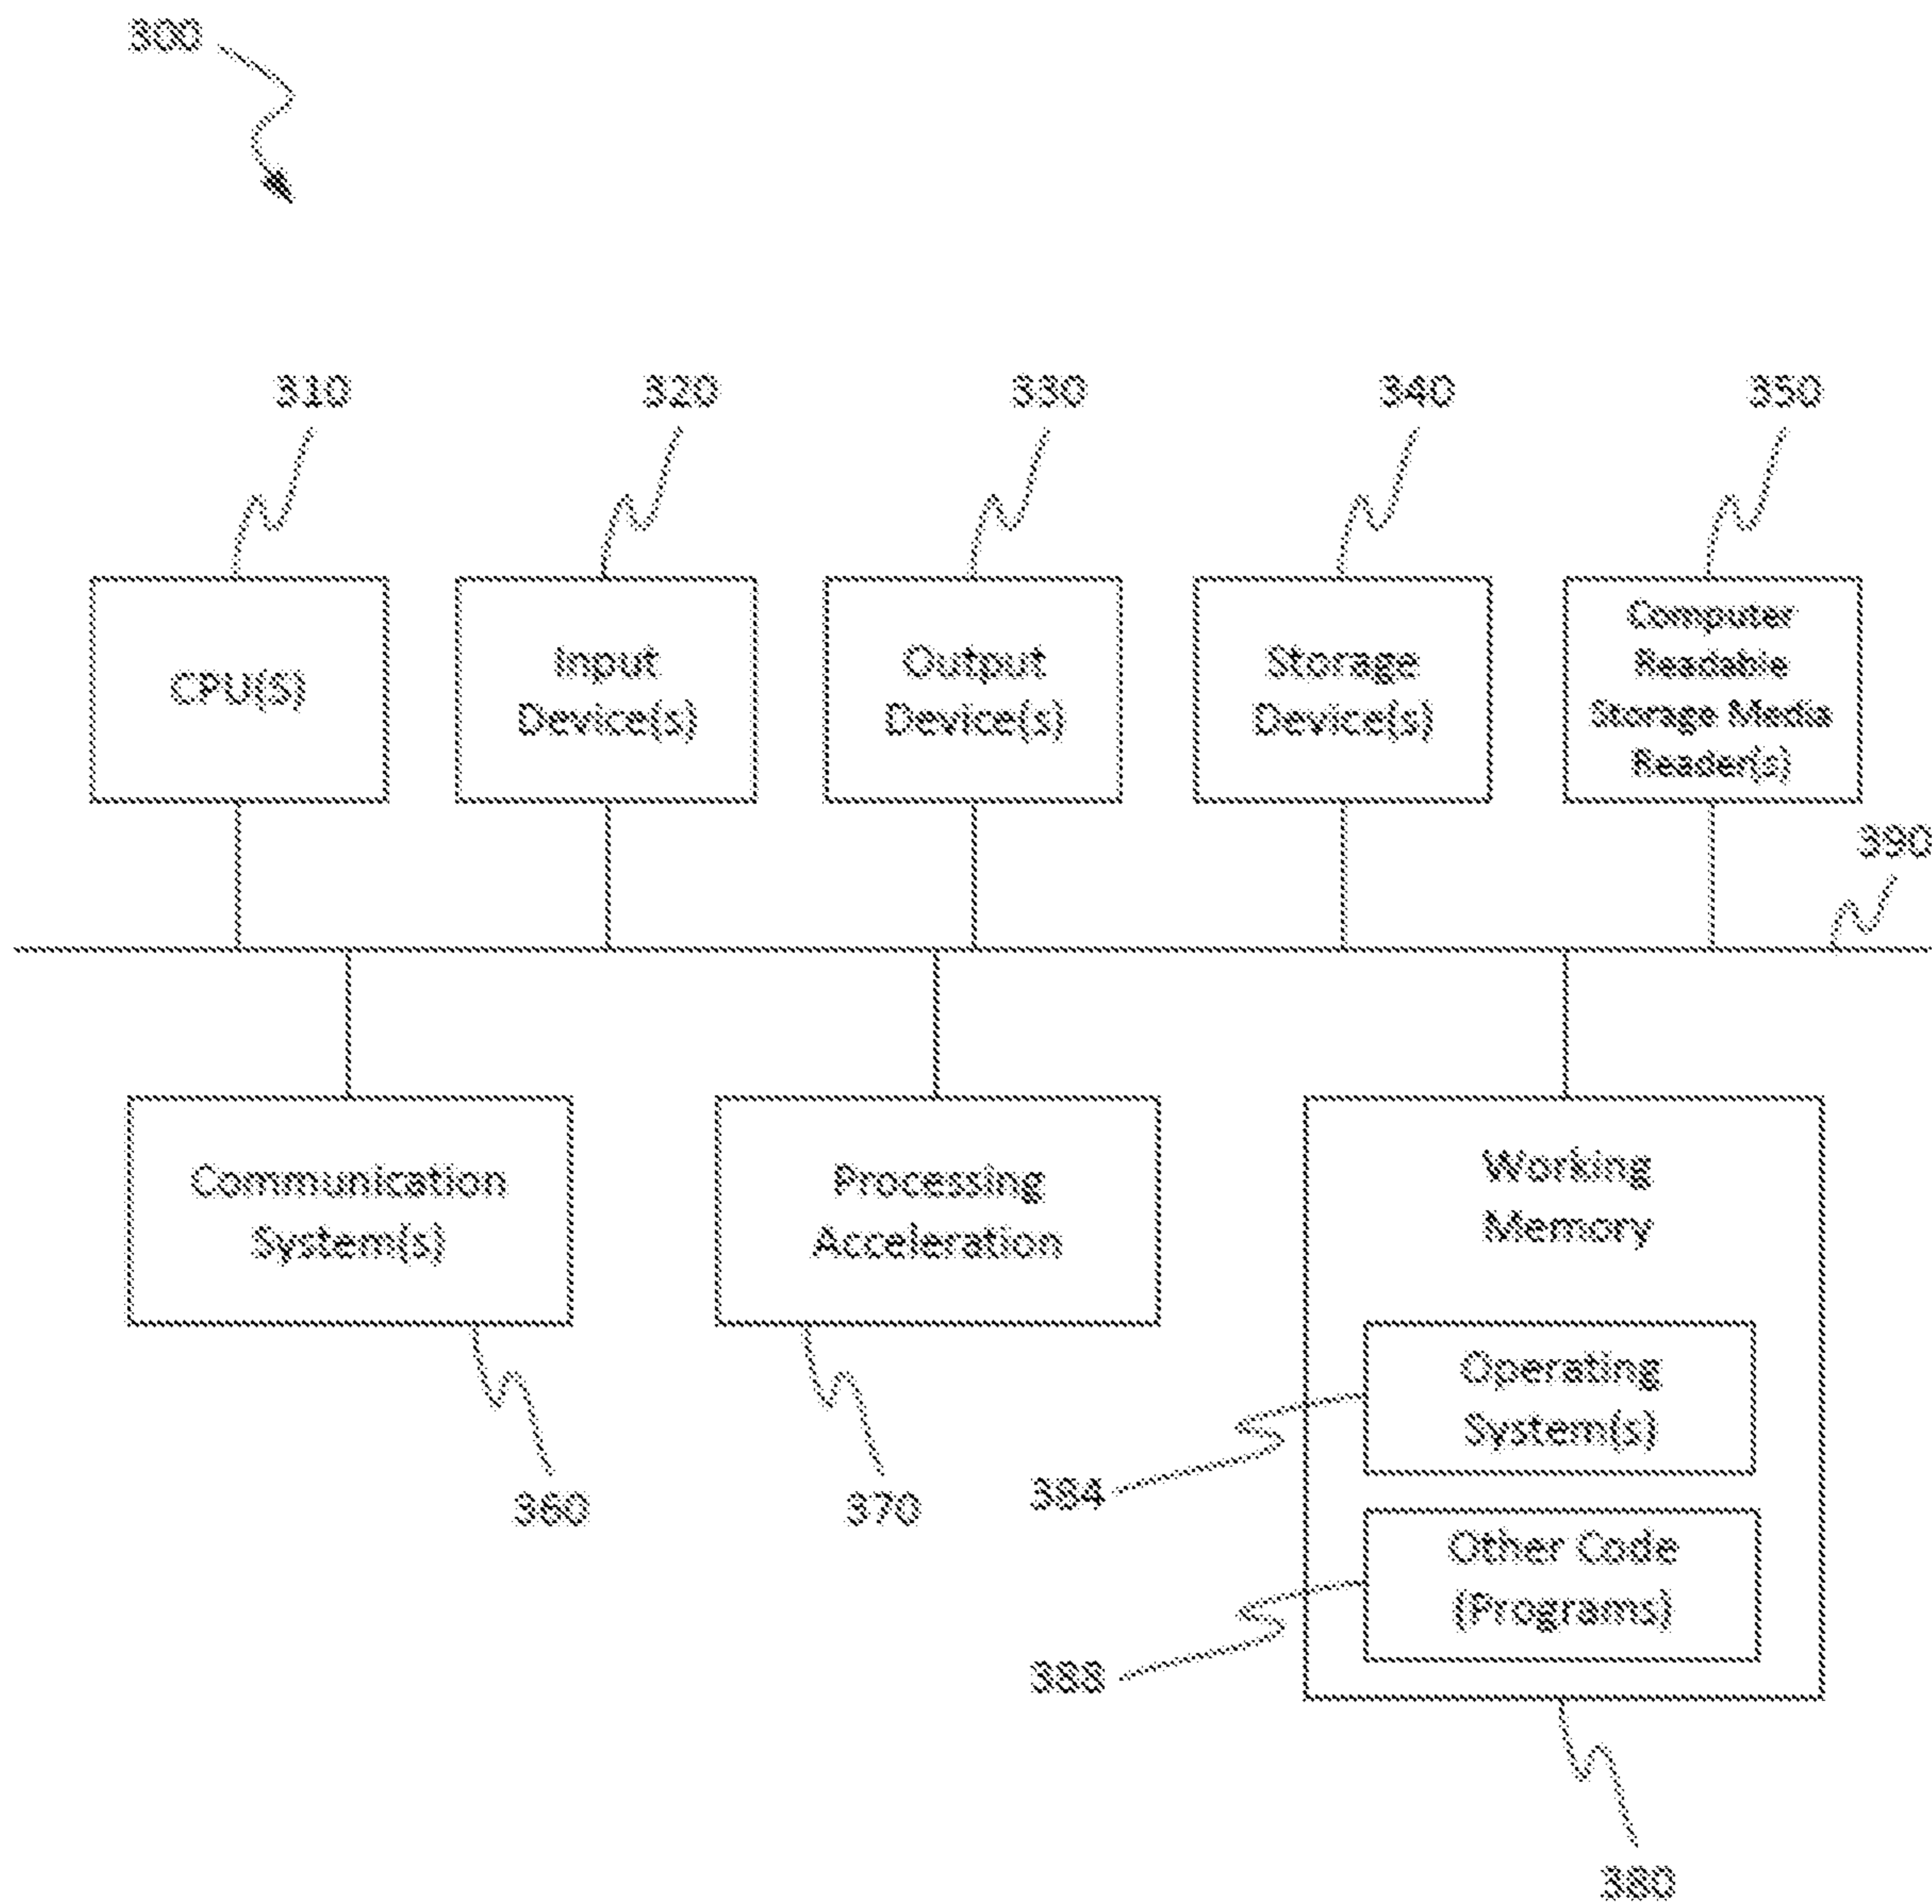 300
310
320
330
340
350
CPU(S)
Input
Device(s)
Output
Device(s)
Storage
Device(s)
Computer
Readable
Storage Media
Reader(s)
390
Communication
System(s)
Processing
Acceleration
Working
Memory
Operating
System(s)
Other Code
(Programs)
360
370
384
388
380